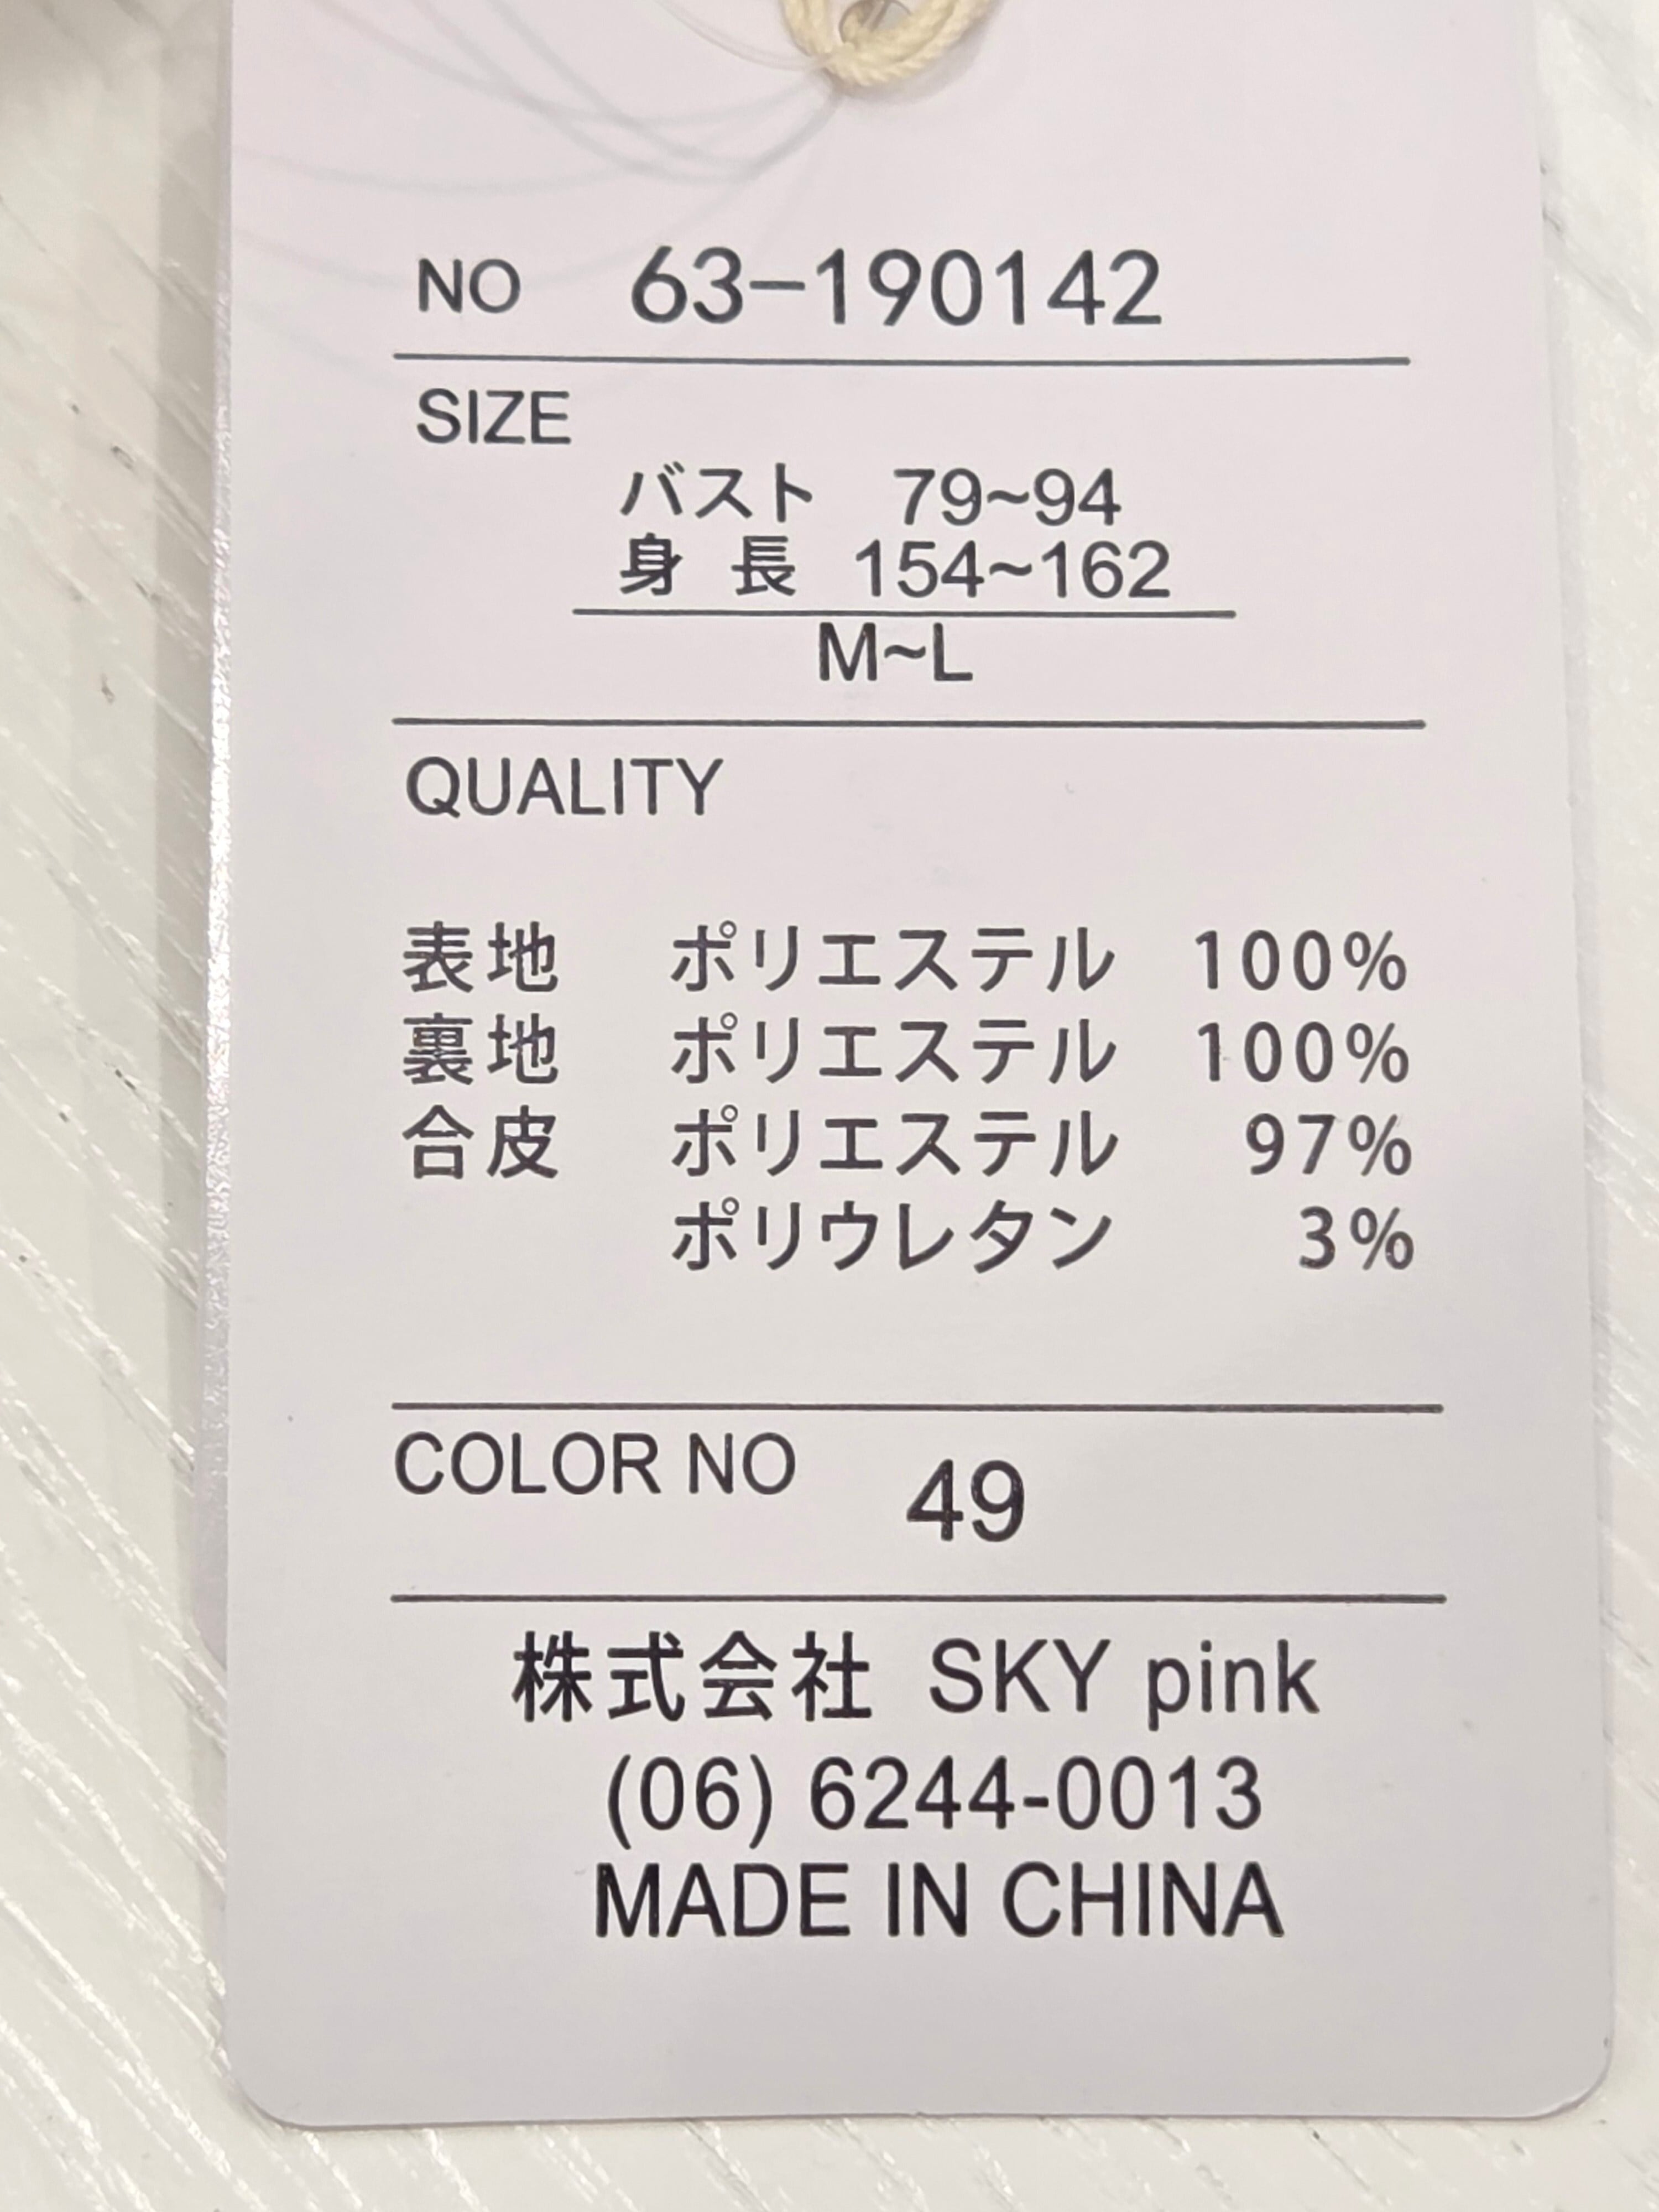 NO 63-190142
SIZE
バスト 79~94
身長 154~162
M~L
QUALITY
表地 ポリエステル 100%
裏地 ポリエステル 100%
合皮 ポリエステル 97%
ポリウレタン 3%
COLOR NO 49
株式会社 SKY pink
(06) 6244-0013
MADE IN CHINA